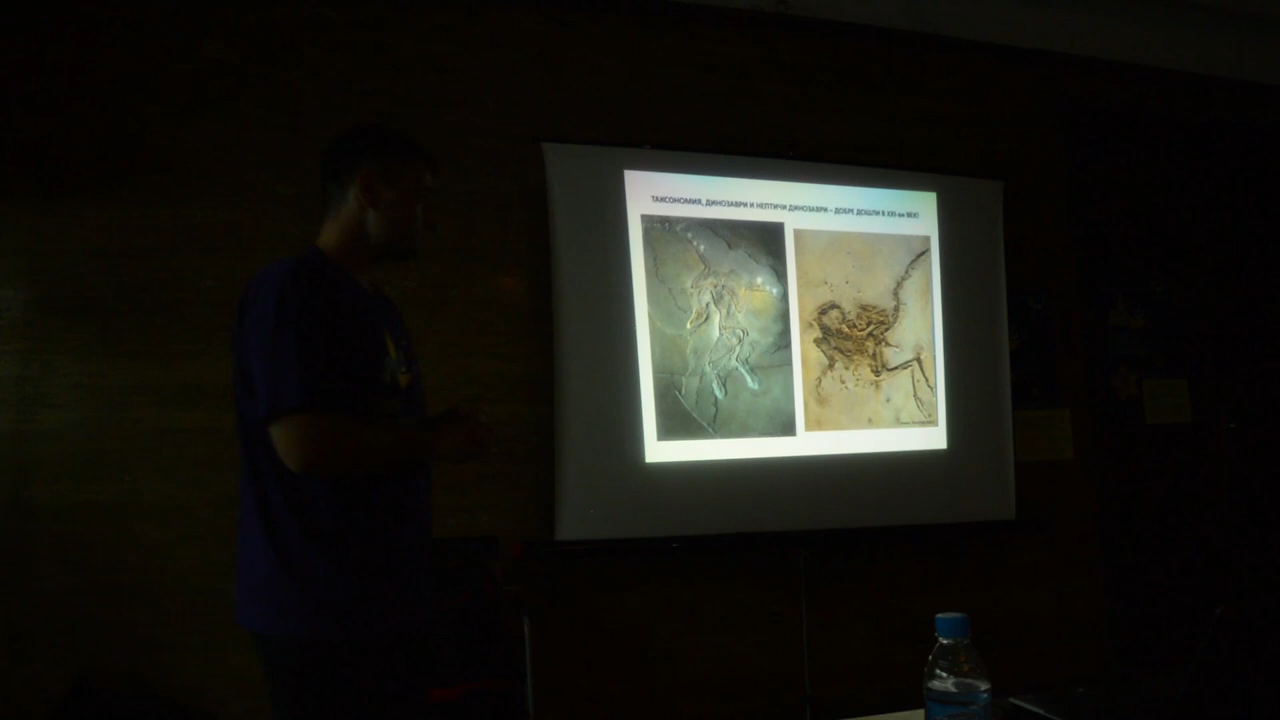 ТАКСОНОМИЯ, ДИНОЗАВРИ И НЕПТИЧИ ДИНОЗАВРИ – ДОБРЕ ДОШЛИ В XXI-ви ВЕК!